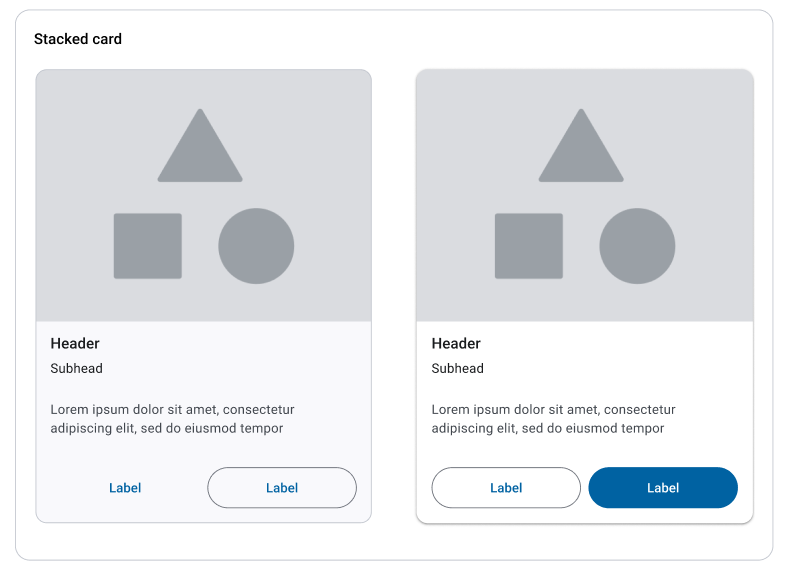 Stacked card
Header
Subhead
Lorem ipsum dolor sit amet, consectetur
adipiscing elit, sed do eiusmod tempor
Label
Label
Header
Subhead
Lorem ipsum dolor sit amet, consectetur
adipiscing elit, sed do eiusmod tempor
Label
Label